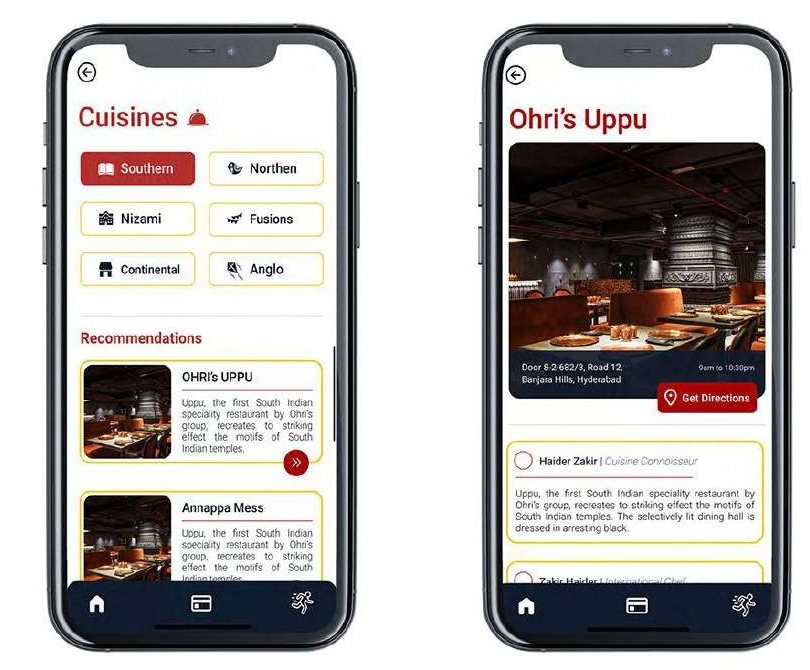 Cuisines
Southern
Northen
Nizami
Fusions
Continental
Anglo
Recommendations
OHRI's UPPU
Uppu, the first South Indian
speciality restaurant by Ohri's
group, recreates to striking
effect the motifs of South
Indian temples.
Annappa Mess
Uppu, the first South Indian
speciality restaurant by Ohri's
group, recreates to striking
effect the motifs of South
Indian temples
Ohri's Uppu
Door 8-2-682/3, Road 12,
Banjara Hills, Hyderabad
9am to 10:30pm
Get Directions
Haider Zakir | Cuisine Connoisseur
Uppu, the first South Indian speciality restaurant by
Ohri's group, recreates to striking effect the motifs of
South Indian temples. The selectively lit dining hall is
dressed in arresting black.
Zakir Haider | International Chef